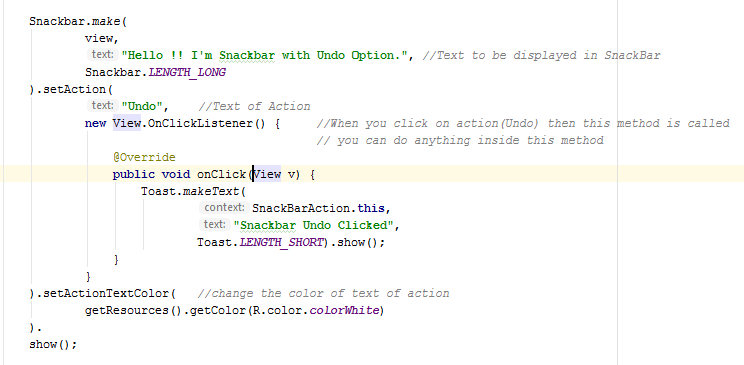 Snackbar.make(
view,
text: "Hello !! I'm Snackbar with Undo Option.", //Text to be displayed in SnackBar
Snackbar.LENGTH_LONG
).setAction(
text: "Undo", //Text of Action
new View.OnClickListener() { //When you click on action(Undo) then this method is called
// you can do anything inside this method
@Override
public void onClick(View v) {
Toast.makeText(
context: SnackBarAction.this,
text: "Snackbar Undo Clicked",
Toast.LENGTH_SHORT).show();
}
}
).setActionTextColor( //change the color of text of action
getResources().getColor(R.color.colorWhite)
).
show();